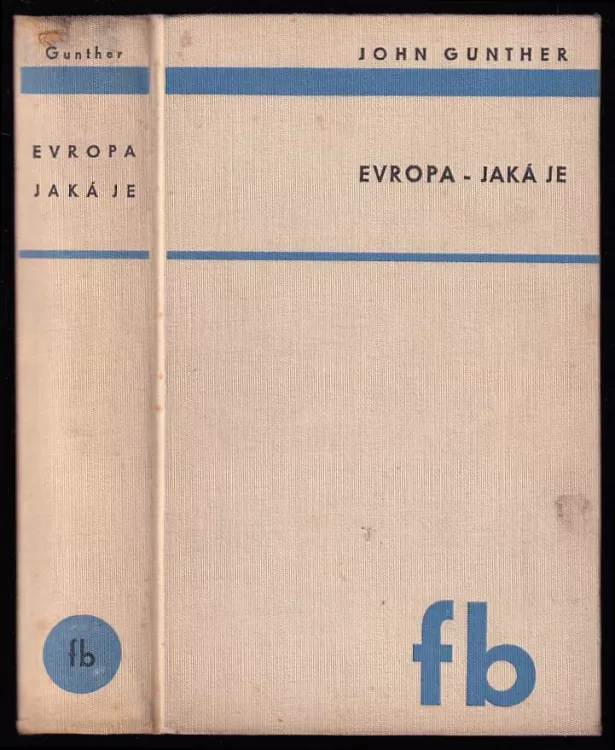 Gunther
EVROPA
JAKÁ JE
fb
JOHN GUNTHER
EVROPA - JAKÁ JE
fb